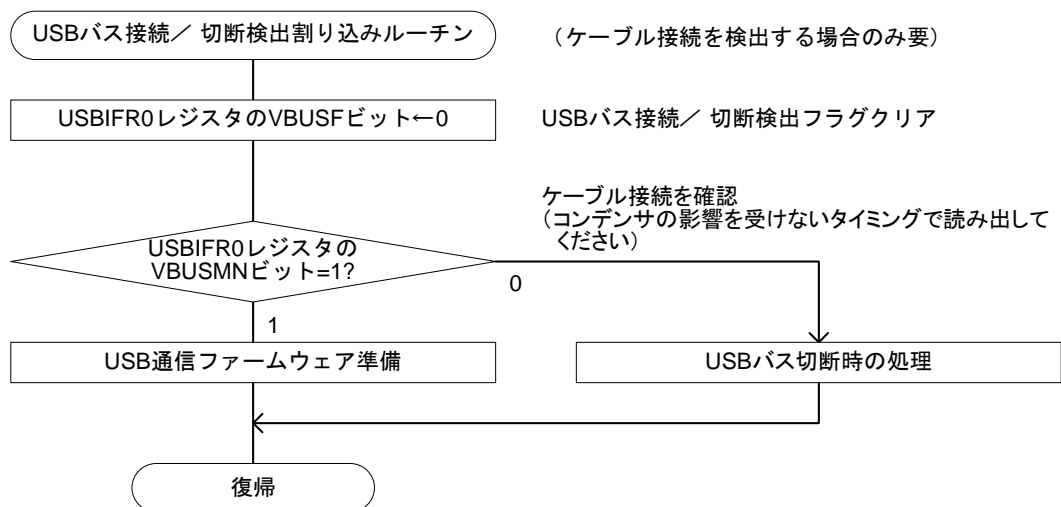 USBバス接続／ 切断検出割り込みルーチン
（ケーブル接続を検出する場合のみ要）
USBIFR0レジスタのVBUSFビット←0
USBバス接続／ 切断検出フラグクリア
ケーブル接続を確認
（コンデンサの影響を受けないタイミングで読み出して
ください）
USBIFR0レジスタの
VBUSMNビット=1?
0
1
USB通信ファームウェア準備
USBバス切断時の処理
復帰